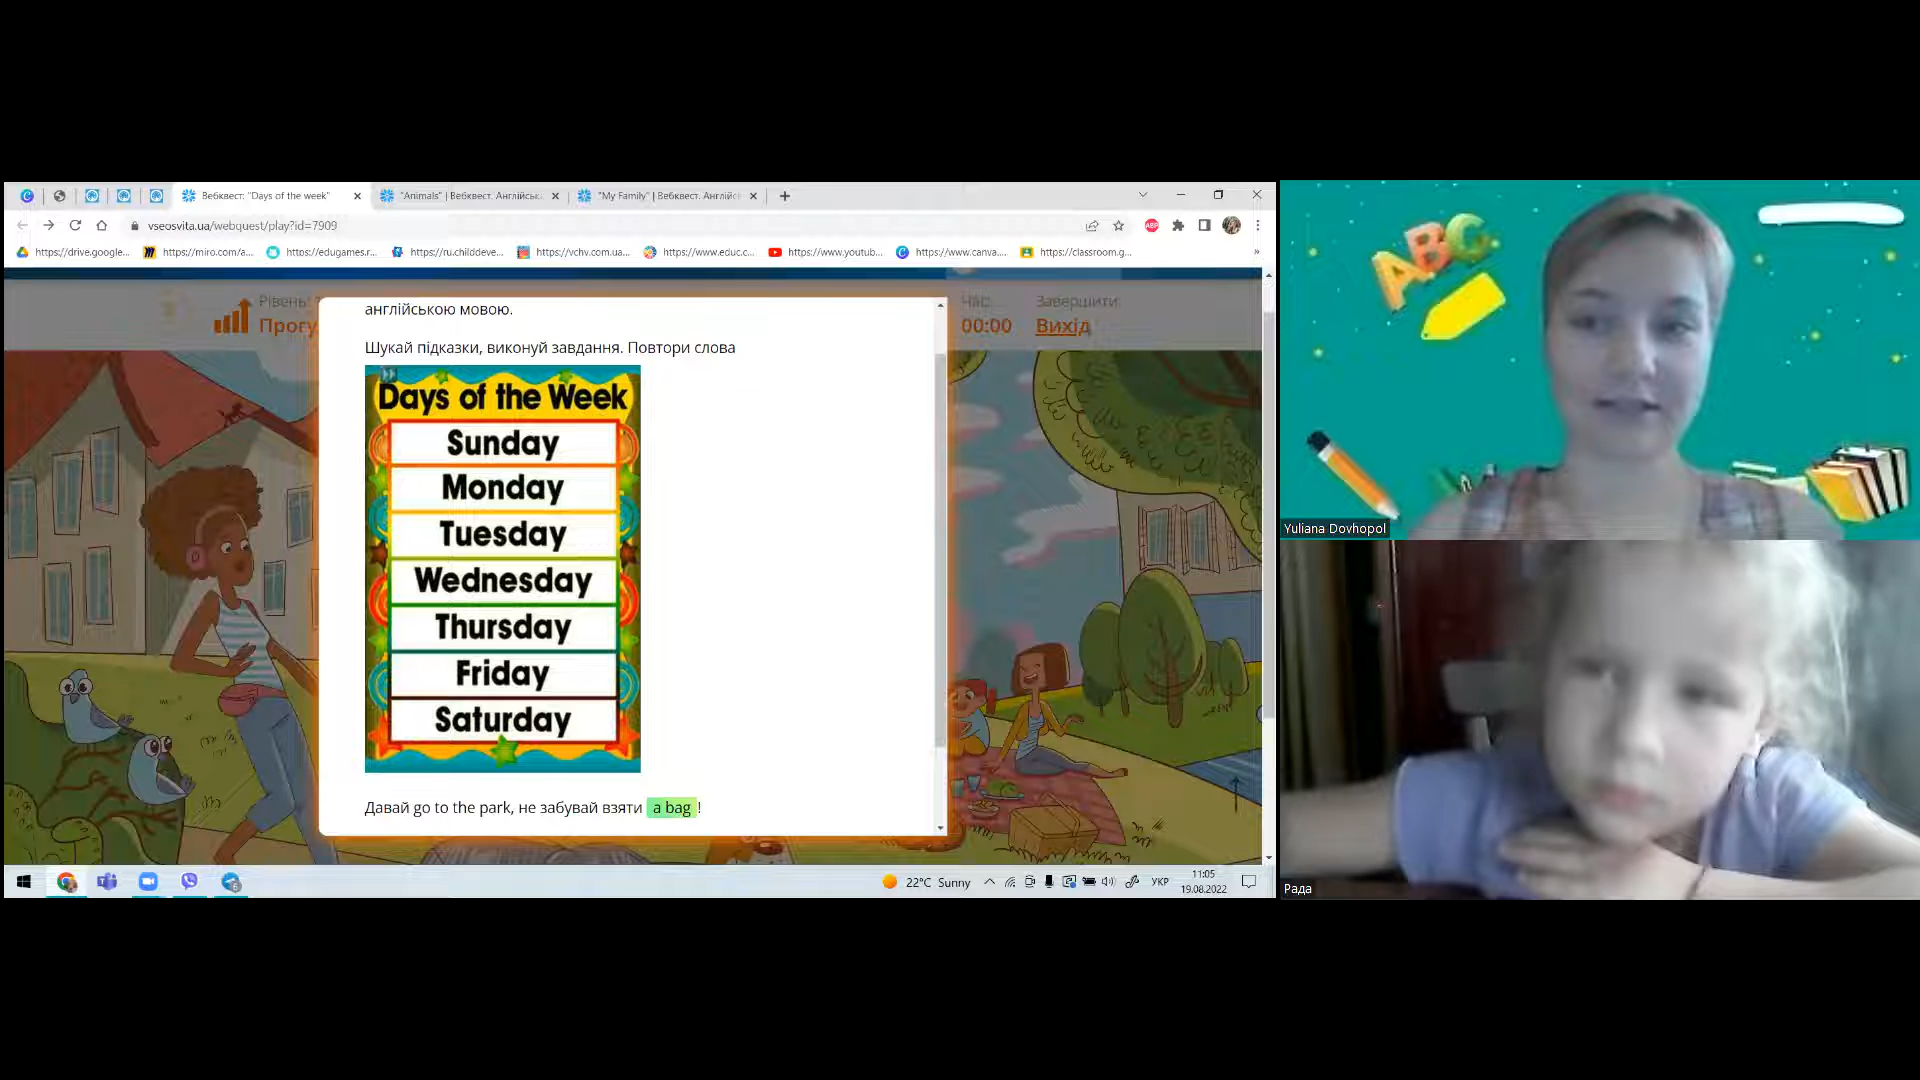 Вебквест: "Days of the week"
"Animals" | Вебквест. Англійськ
"My Family" | Вебквест. Англійс
vseosvita.ua/webquest/play?id=7909
ABP
https://drive.google...
https://miro.com/a...
https://edugames.r...
https://ru.childdeve...
https://vchv.com.ua...
https://www.educ.c...
https://www.youtub...
https://www.canva....
https://classroom.g...
Рівень:
Прогу
Час:
00:00
Завершити:
Вихід
англійською мовою.
Шукай підказки, виконуй завдання. Повтори слова
Days of the Week
Sunday
Monday
Tuesday
Wednesday
Thursday
Friday
Saturday
Давай go to the park, не забувай взяти a bag !
22°C Sunny
УКР
11:05
19.08.2022
ABC
Yuliana Dovhopol
Рада